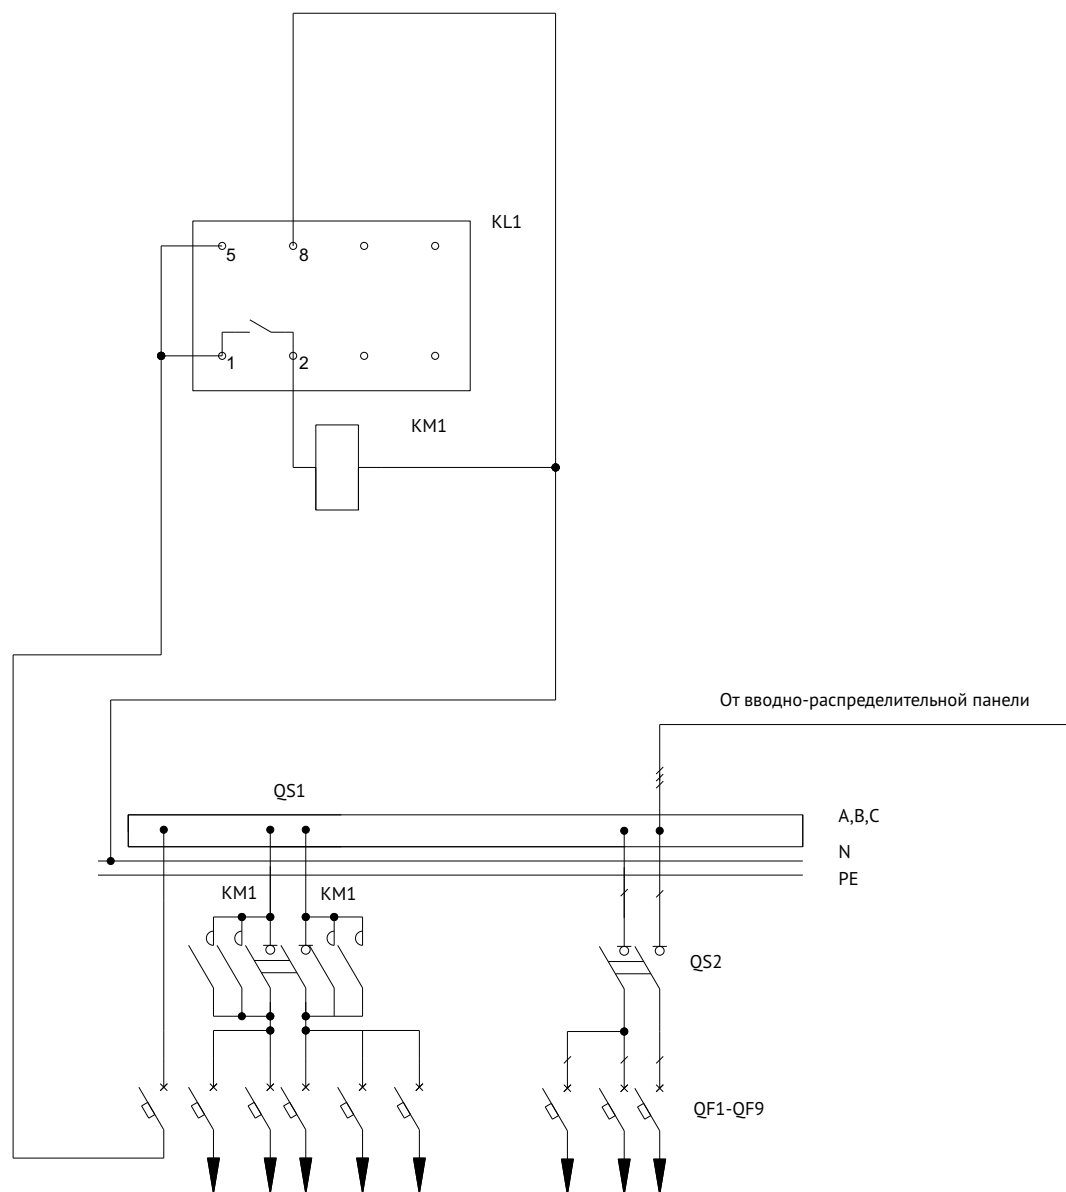 KL1
5
8
1
2
KM1
От вводно-распределительной панели
QS1
A,B,C
N
PE
KM1
KM1
QS2
QF1-QF9